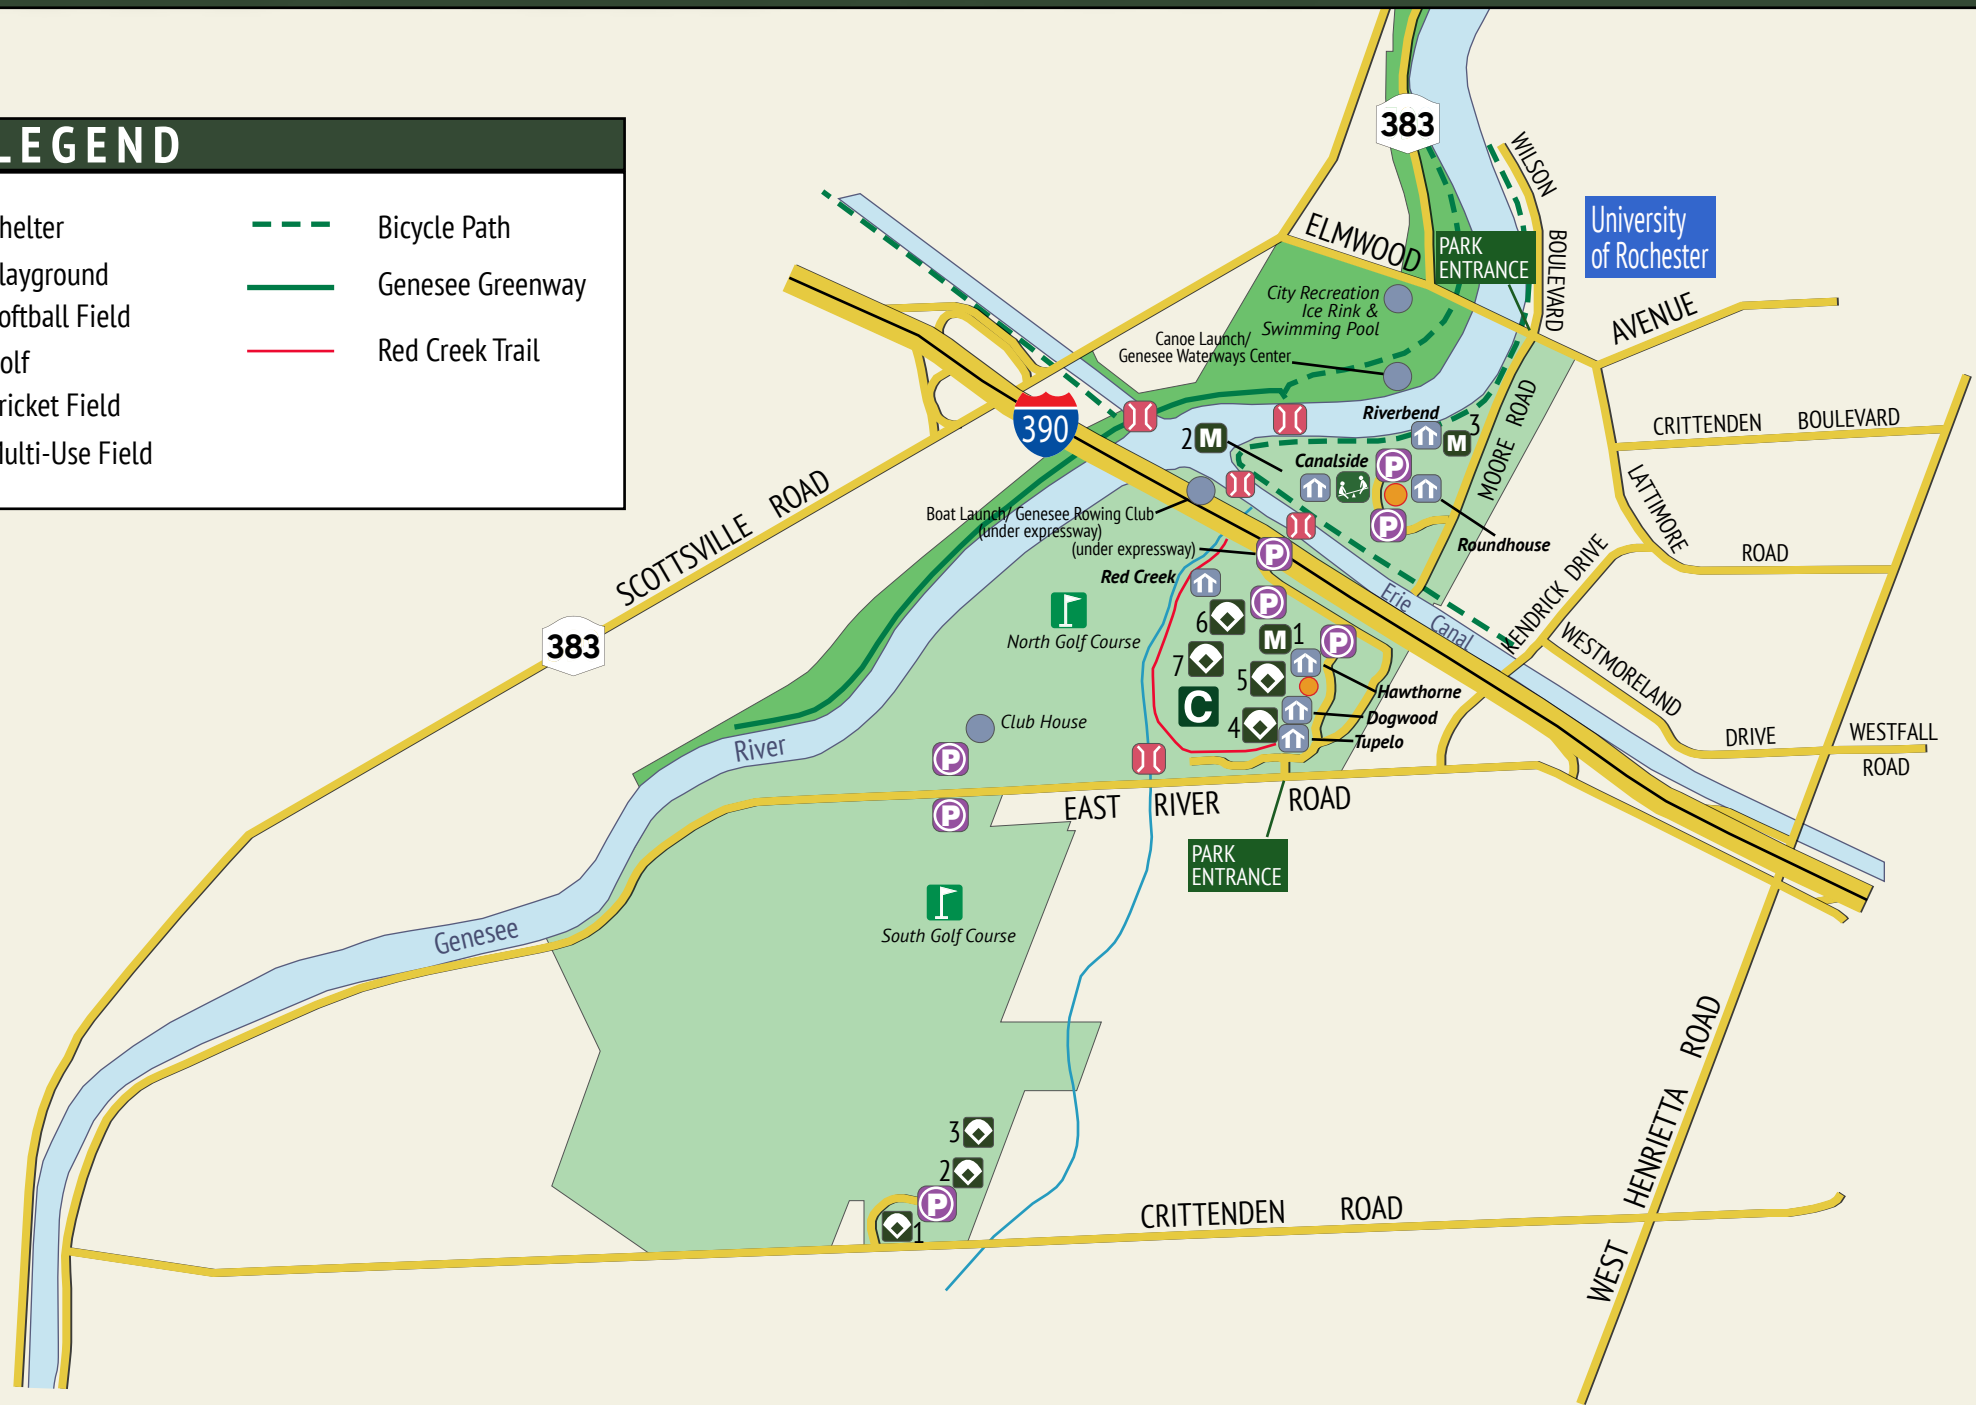 LEGEND
helter
layground
oftball Field
olf
ricket Field
ulti-Use Field
Bicycle Path
Genesee Greenway
Red Creek Trail
383
WILSON
BOULEVARD
University
of Rochester
ELMWOOD
AVENUE
PARK
ENTRANCE
City Recreation
Ice Rink &
Swimming Pool
Canoe Launch/
Genesee Waterways Center
Riverbend
3
M
2
M
Canalside
P
P
Roundhouse
MOORE ROAD
390
CRITTENDEN BOULEVARD
LATTIMORE
ROAD
KENDRICK DRIVE
WESTMORELAND
DRIVE
WESTFALL
ROAD
SCOTTSVILLE ROAD
383
Boat Launch/ Genesee Rowing Club
(under expressway)
(under expressway)
P
Erie
Canal
Red Creek
P
6
M
1
P
7
5
C
4
Hawthorne
Dogwood
Tupelo
North Golf Course
Club House
P
P
River
Genesee
EAST RIVER ROAD
PARK
ENTRANCE
South Golf Course
3
2
P
1
CRITTENDEN ROAD
WEST HENRIETTA ROAD